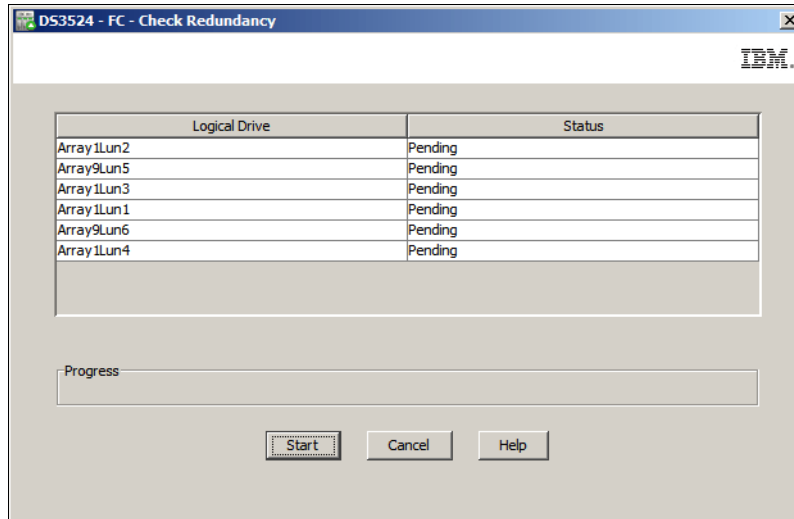 DS3524 - FC - Check Redundancy
IBM.
Logical Drive Status
Array1Lun2 Pending
Array9Lun5 Pending
Array1Lun3 Pending
Array1Lun1 Pending
Array9Lun6 Pending
Array1Lun4 Pending
Progress
Start Cancel Help